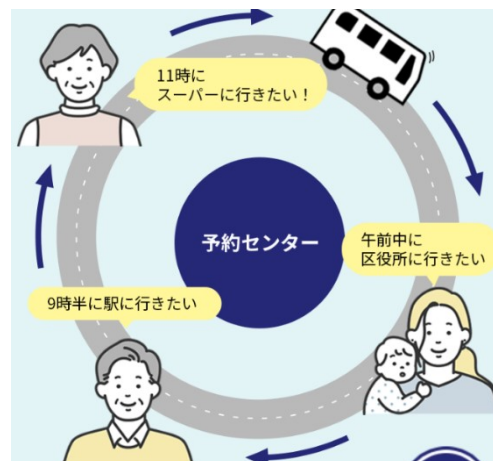 11時に
スーパーに行きたい！
予約センター
午前中に
区役所に行きたい
9時半に駅に行きたい